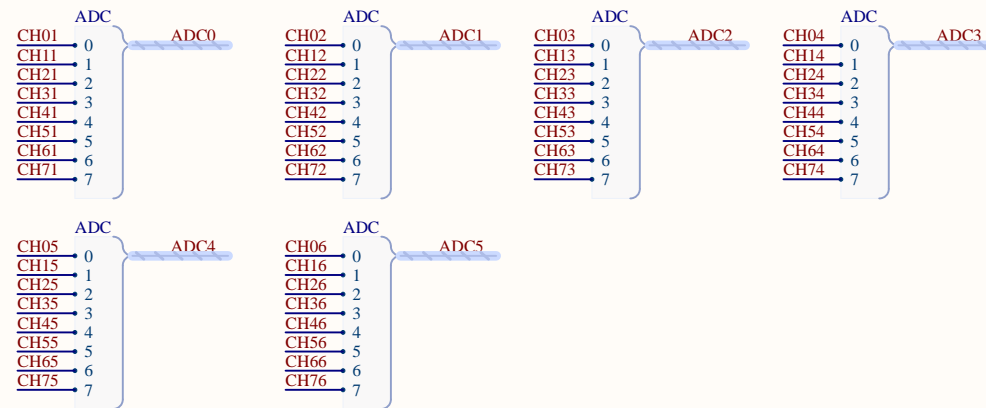 ADC
CH01 0 ADC0
CH11 1
CH21 2
CH31 3
CH41 4
CH51 5
CH61 6
CH71 7
ADC
CH02 0 ADC1
CH12 1
CH22 2
CH32 3
CH42 4
CH52 5
CH62 6
CH72 7
ADC
CH03 0 ADC2
CH13 1
CH23 2
CH33 3
CH43 4
CH53 5
CH63 6
CH73 7
ADC
CH04 0 ADC3
CH14 1
CH24 2
CH34 3
CH44 4
CH54 5
CH64 6
CH74 7
ADC
CH05 0 ADC4
CH15 1
CH25 2
CH35 3
CH45 4
CH55 5
CH65 6
CH75 7
ADC
CH06 0 ADC5
CH16 1
CH26 2
CH36 3
CH46 4
CH56 5
CH66 6
CH76 7